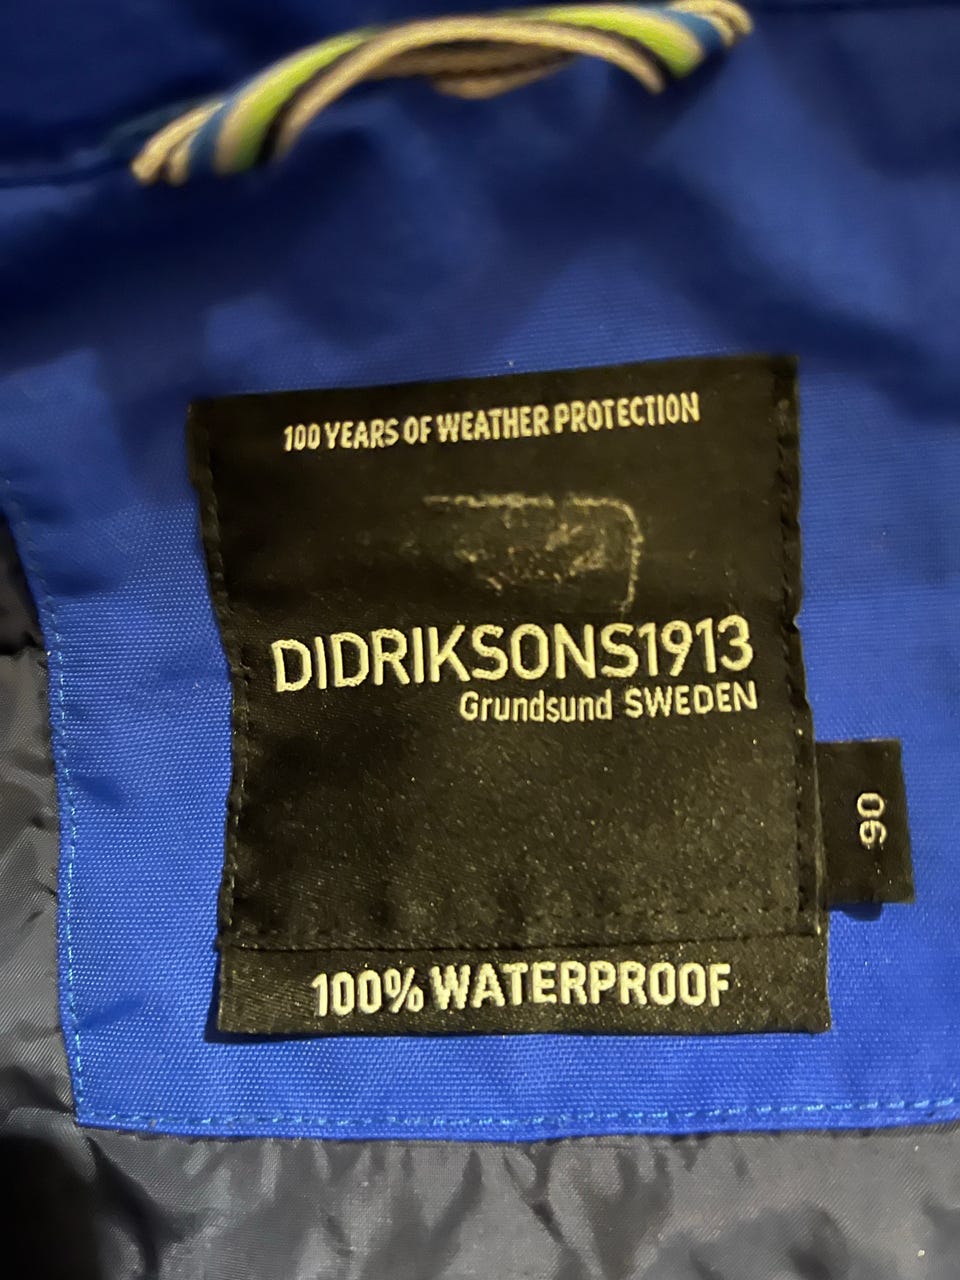 100 YEARS OF WEATHER PROTECTION
DIDRIKSONS1913
Grundsund SWEDEN
90
100% WATERPROOF